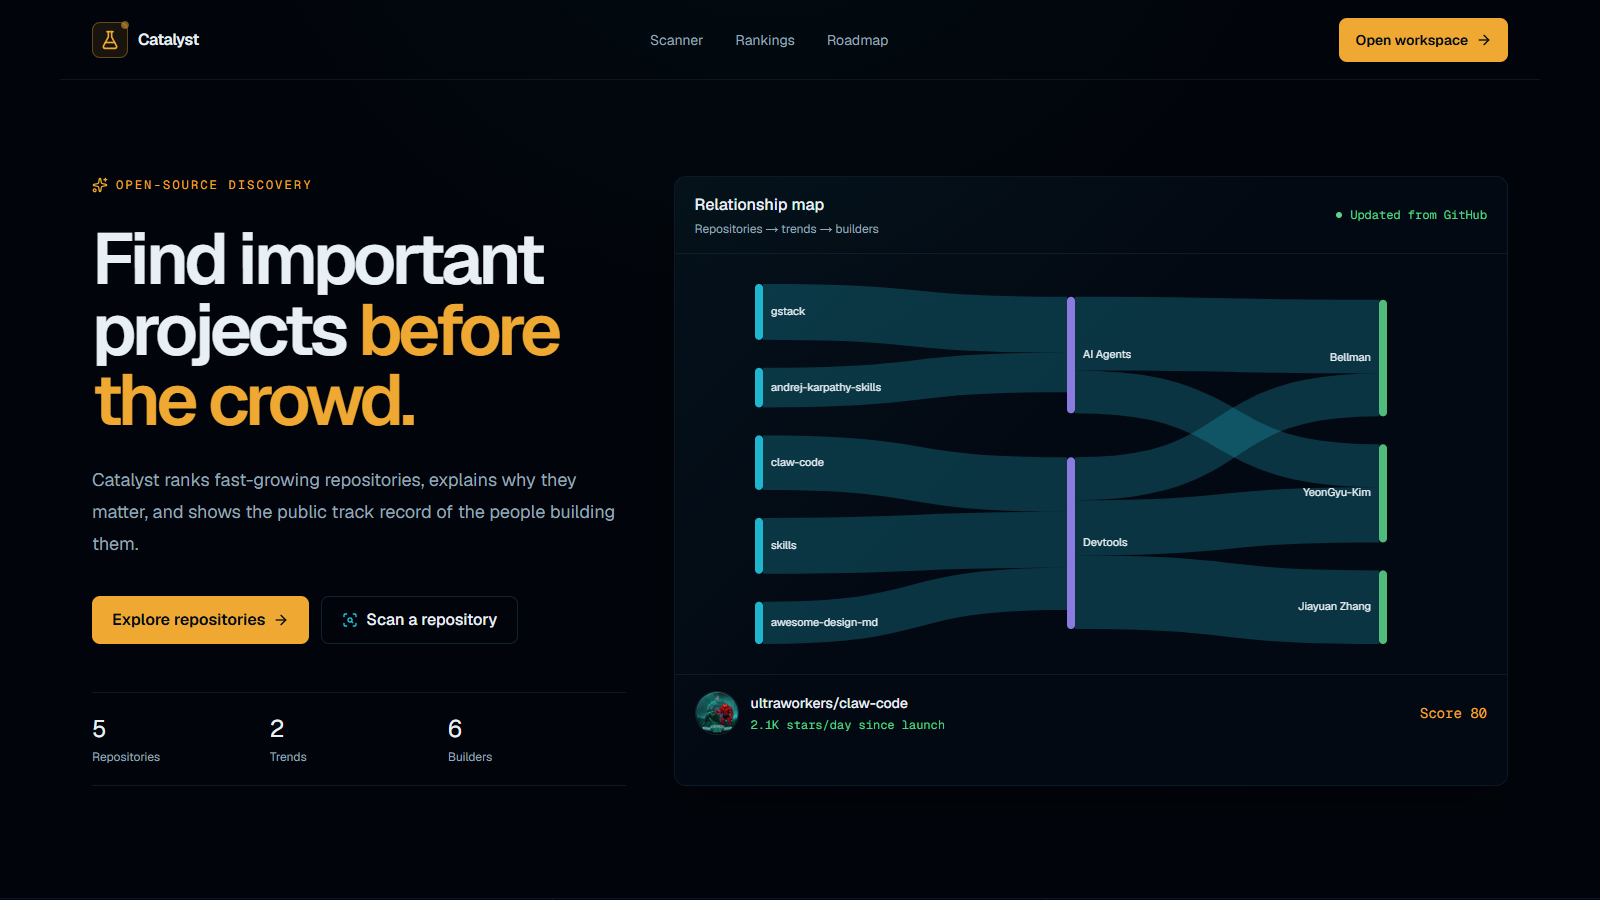 Catalyst
Scanner
Rankings
Roadmap
Open workspace →
OPEN-SOURCE DISCOVERY
Find important
projects before
the crowd.
Catalyst ranks fast-growing repositories, explains why they
matter, and shows the public track record of the people building
them.
Explore repositories →
Scan a repository
5
Repositories
2
Trends
6
Builders
Relationship map
Repositories → trends → builders
Updated from GitHub
gstack
andrej-karpathy-skills
claw-code
skills
awesome-design-md
AI Agents
Devtools
Bellman
YeonGyu-Kim
Jiayuan Zhang
ultraworkers/claw-code
2.1K stars/day since launch
Score 80